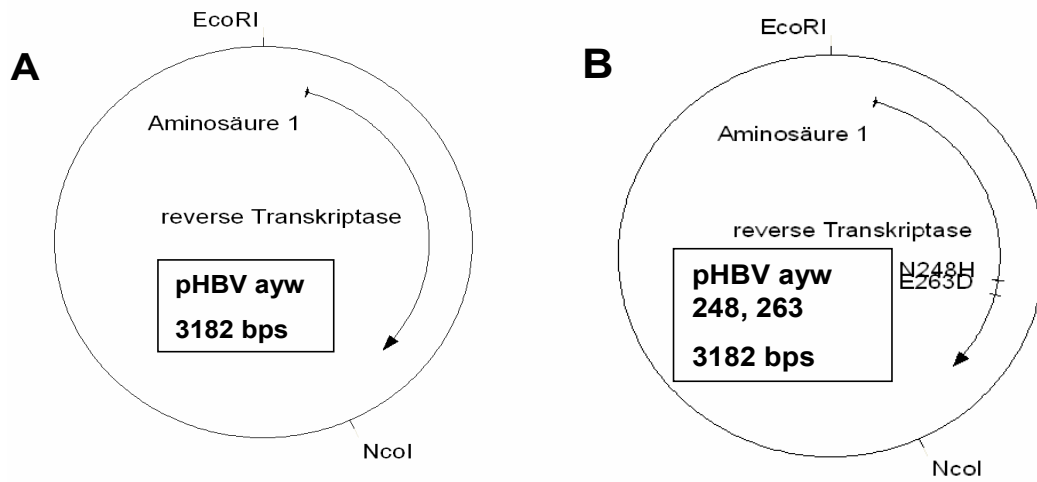 A
EcoRI
Aminosäure 1
reverse Transkriptase
pHBV ayw
3182 bps
NcoI
B
EcoRI
Aminosäure 1
reverse Transkriptase
N248H
E263D
pHBV ayw
248, 263
3182 bps
NcoI